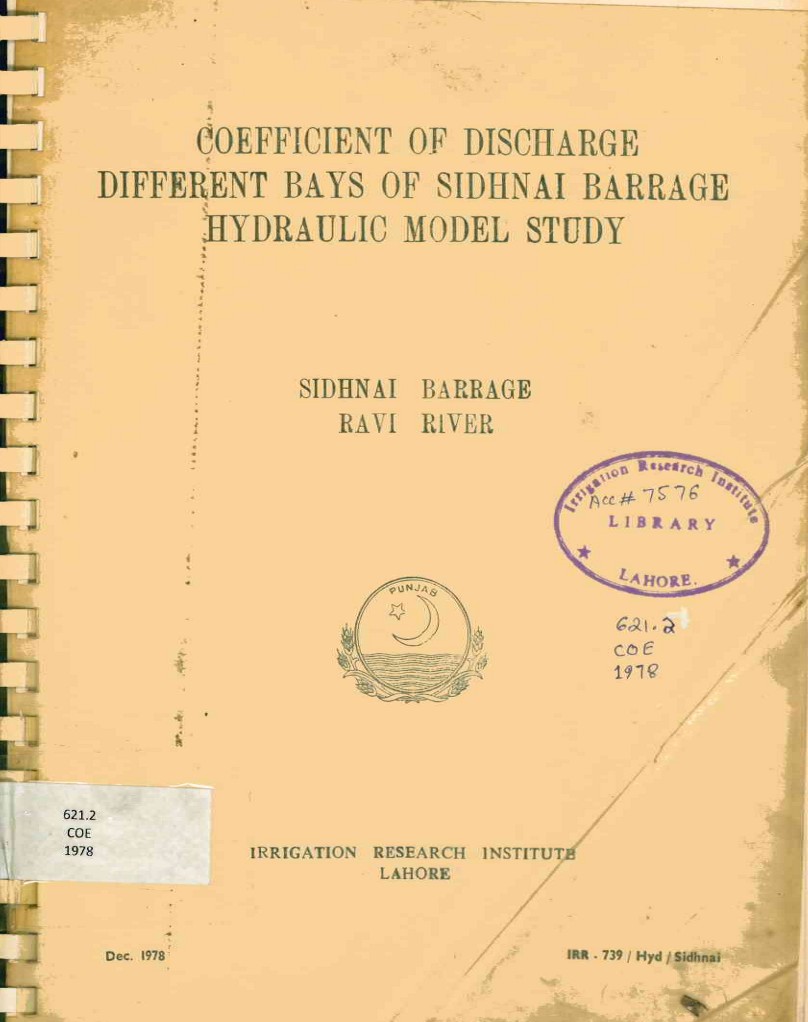 COEFFICIENT OF DISCHARGE
DIFFERENT BAYS OF SIDHNAI BARRAGE
HYDRAULIC MODEL STUDY
SIDHNAI BARRAGE
RAVI RIVER
Irrigation Research Institute
Acc # 7576
LIBRARY
LAHORE.
PUNJAB
621.2
COE
1978
621.2
COE
1978
IRRIGATION RESEARCH INSTITUTE
LAHORE
Dec. 1978
IRR - 739 / Hyd / Sidhnai